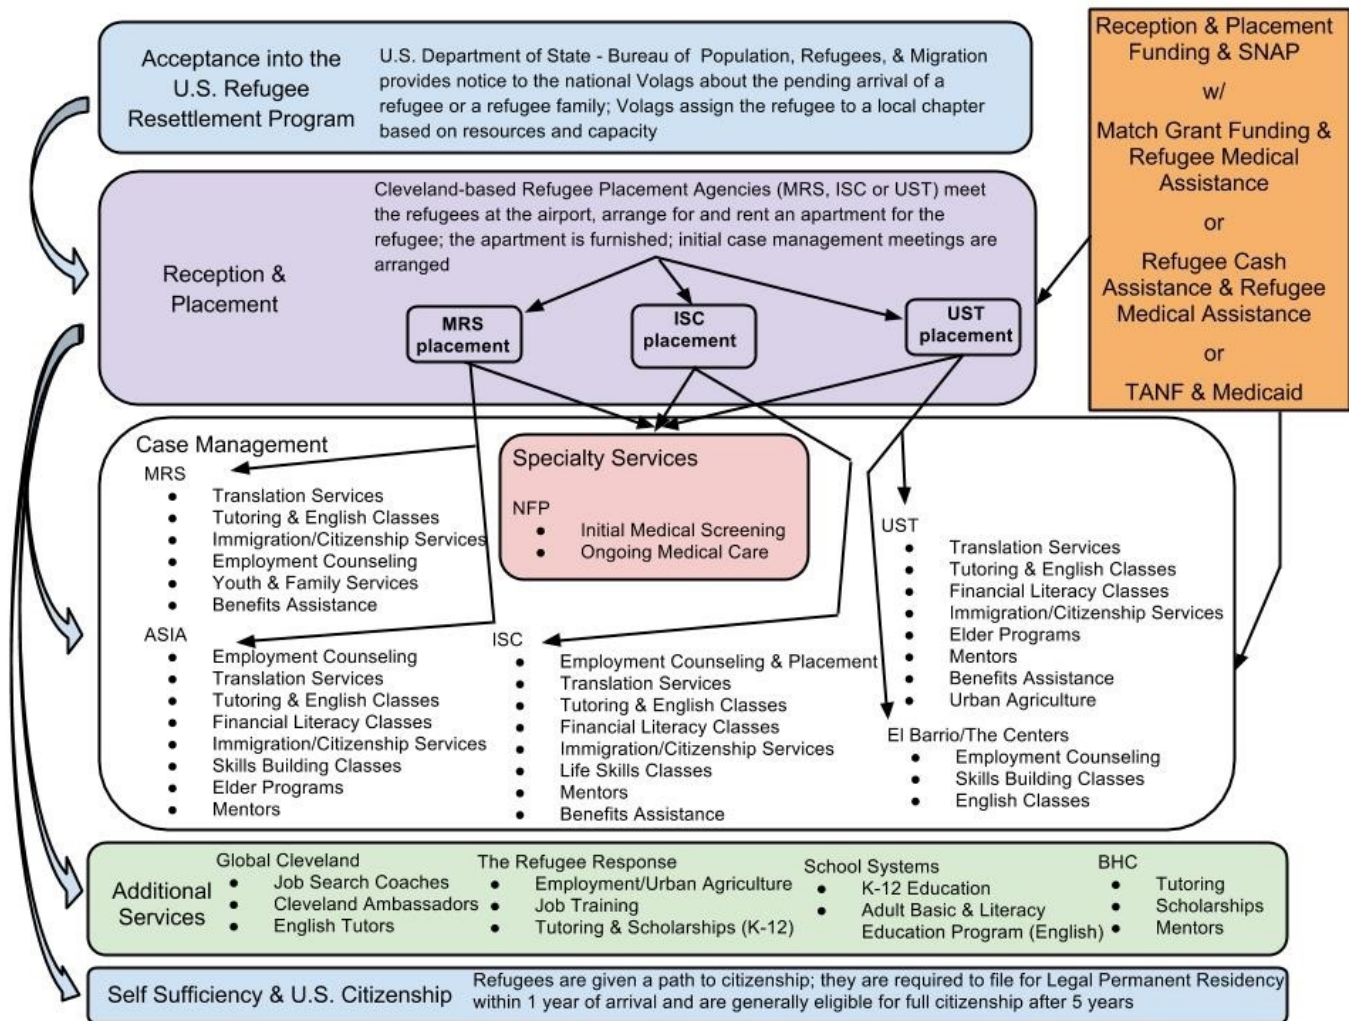 Acceptance into the
U.S. Refugee
Resettlement Program
U.S. Department of State - Bureau of Population, Refugees, & Migration
provides notice to the national Volags about the pending arrival of a
refugee or a refugee family; Volags assign the refugee to a local chapter
based on resources and capacity
Reception & Placement
Funding & SNAP
w/
Match Grant Funding &
Refugee Medical
Assistance
or
Refugee Cash
Assistance & Refugee
Medical Assistance
or
TANF & Medicaid
Reception &
Placement
Cleveland-based Refugee Placement Agencies (MRS, ISC or UST) meet
the refugees at the airport, arrange for and rent an apartment for the
refugee; the apartment is furnished; initial case management meetings are
arranged
MRS
placement
ISC
placement
UST
placement
Case Management
MRS
● Translation Services
● Tutoring & English Classes
● Immigration/Citizenship Services
● Employment Counseling
● Youth & Family Services
● Benefits Assistance
ASIA
● Employment Counseling
● Translation Services
● Tutoring & English Classes
● Financial Literacy Classes
● Immigration/Citizenship Services
● Skills Building Classes
● Elder Programs
● Mentors
Specialty Services
NFP
● Initial Medical Screening
● Ongoing Medical Care
ISC
● Employment Counseling & Placement
● Translation Services
● Tutoring & English Classes
● Financial Literacy Classes
● Immigration/Citizenship Services
● Life Skills Classes
● Mentors
● Benefits Assistance
UST
● Translation Services
● Tutoring & English Classes
● Financial Literacy Classes
● Immigration/Citizenship Services
● Elder Programs
● Mentors
● Benefits Assistance
● Urban Agriculture
El Barrio/The Centers
● Employment Counseling
● Skills Building Classes
● English Classes
Additional
Services
Global Cleveland
● Job Search Coaches
● Cleveland Ambassadors
● English Tutors
The Refugee Response
● Employment/Urban Agriculture
● Job Training
● Tutoring & Scholarships (K-12)
School Systems
● K-12 Education
● Adult Basic & Literacy
Education Program (English)
BHC
● Tutoring
● Scholarships
● Mentors
Self Sufficiency & U.S. Citizenship
Refugees are given a path to citizenship; they are required to file for Legal Permanent Residency
within 1 year of arrival and are generally eligible for full citizenship after 5 years